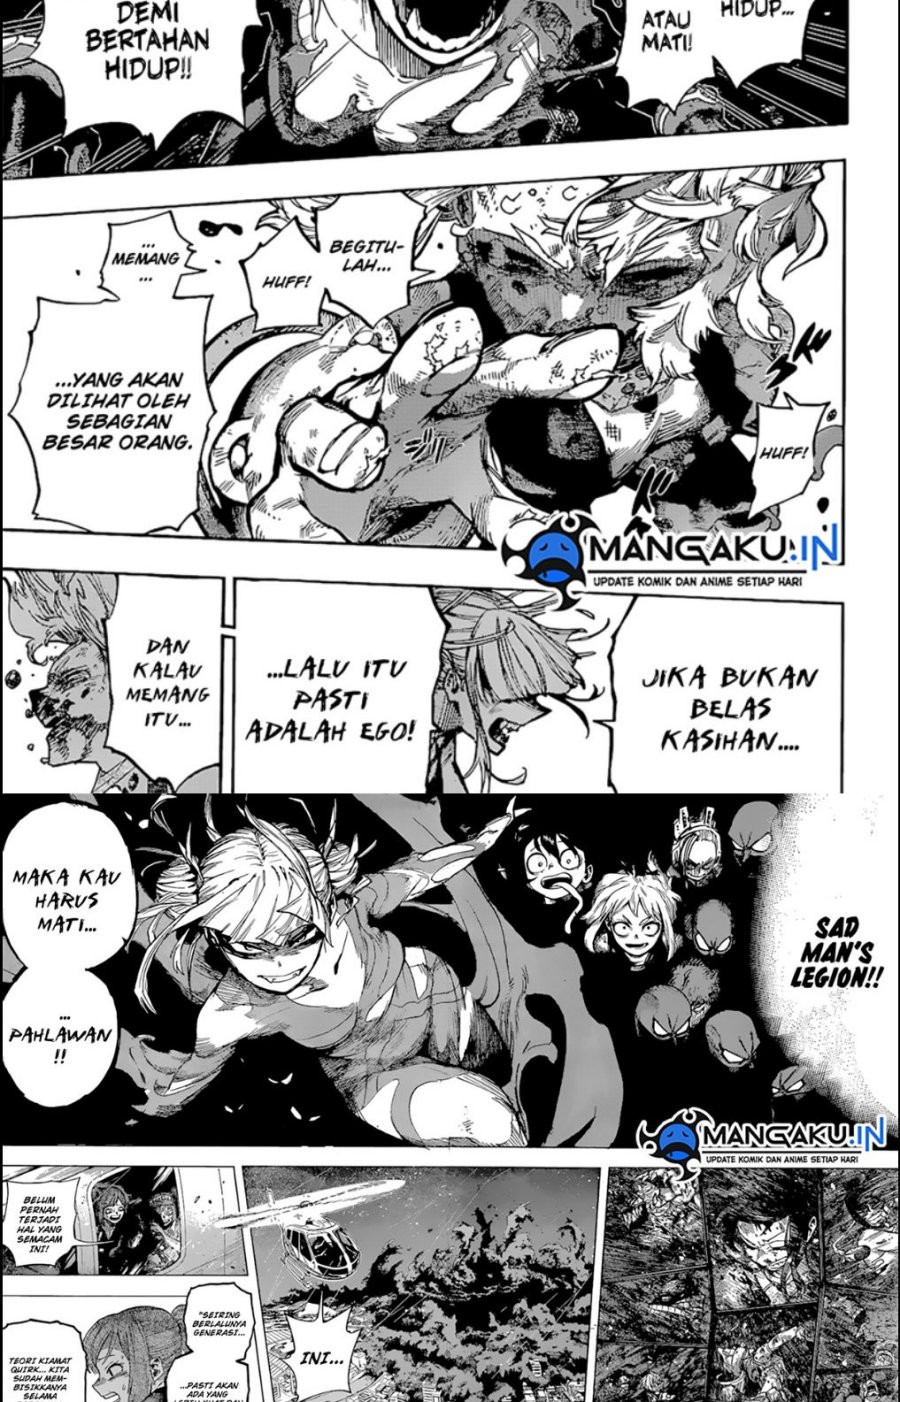 HIDUP...
ATAU
MATI!
DEMI
BERTAHAN
HIDUP!!
BEGITU-
LAH...
HUFF!
...
MEMANG
...
...YANG AKAN
DILIHAT OLEH
SEBAGIAN
BESAR ORANG.
HUFF!
MANGAKU.IN
UPDATE KOMIK DAN ANIME SETIAP HARI
JIKA BUKAN
BELAS
KASIHAN....
...LALU ITU
PASTI
ADALAH EGO!
DAN
KALAU
MEMANG
ITU...
SAD
MAN'S
LEGION!!
MAKA KAU
HARUS
MATI...
...
PAHLAWAN
!!
MANGAKU.IN
UPDATE KOMIK DAN ANIME SETIAP HARI
INI...
BELUM
PERNAH
TERJADI
HAL YANG
SEMACAM
INI!
"SEIRING
BERLALUNYA
GENERASI...
...PASTI AKAN
ADA YANG
TEORI KIAMAT
QUIRK... KITA
SUDAH MEM-
BISIKKANYA
SELAMA